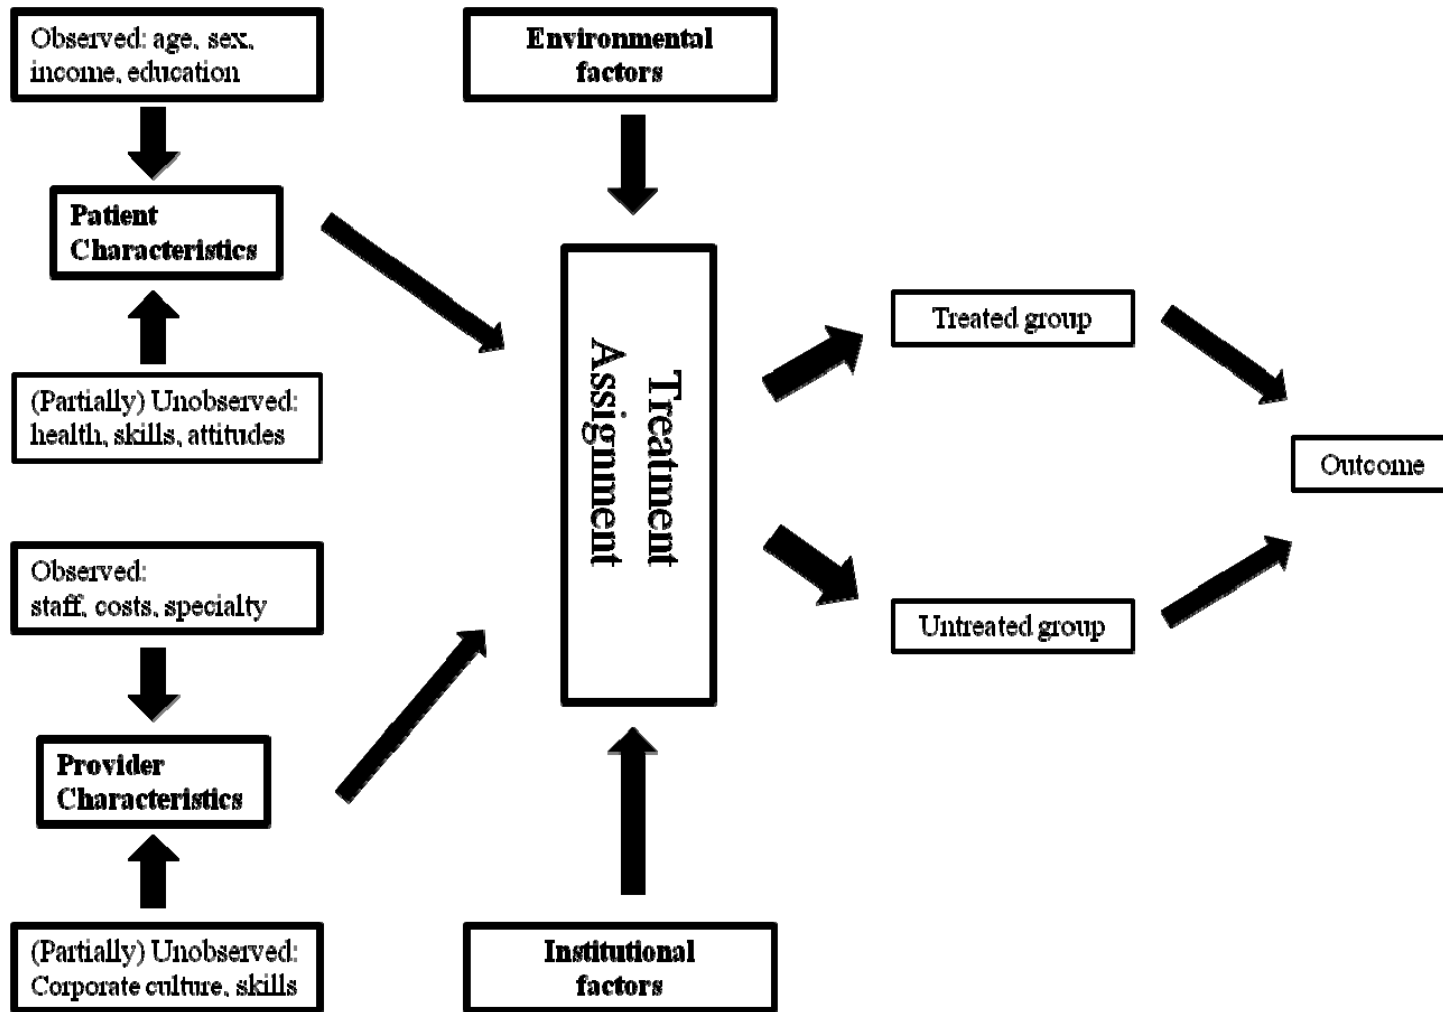 Observed: age, sex,
income, education
Environmental
factors
Patient
Characteristics
(Partially) Unobserved:
health, skills, attitudes
Treatment
Assignment
Treated group
Outcome
Untreated group
Observed:
staff, costs, specialty
Provider
Characteristics
(Partially) Unobserved:
Corporate culture, skills
Institutional
factors